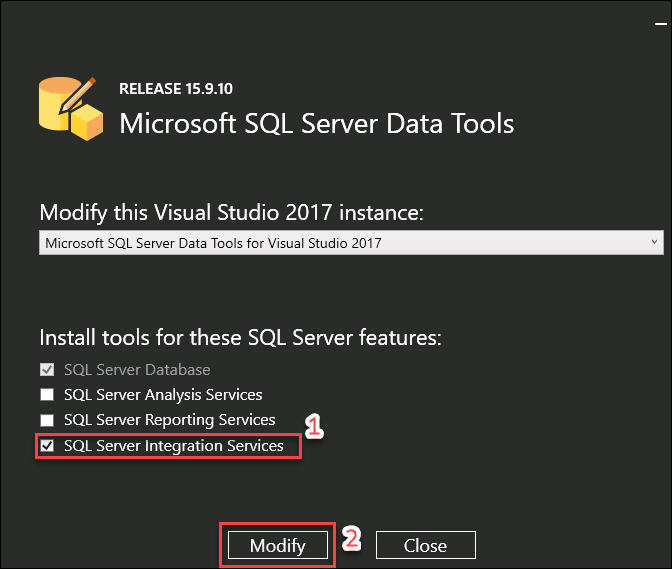 RELEASE 15.9.10
Microsoft SQL Server Data Tools
Modify this Visual Studio 2017 instance:
Microsoft SQL Server Data Tools for Visual Studio 2017
Install tools for these SQL Server features:
SQL Server Database
SQL Server Analysis Services
SQL Server Reporting Services
1
SQL Server Integration Services
Modify
2
Close